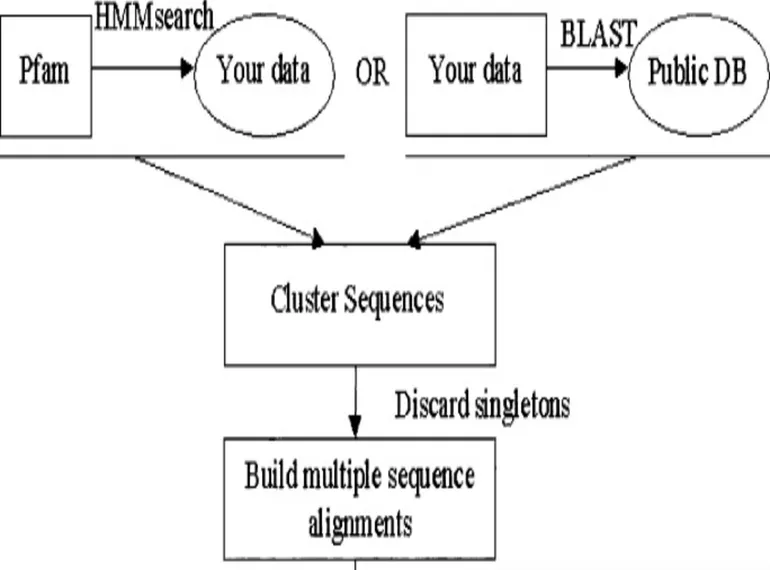 HMMsearch
Pfam
Your data
OR
Your data
BLAST
Public DB
Cluster Sequences
Discard singletons
Build multiple sequence
alignments